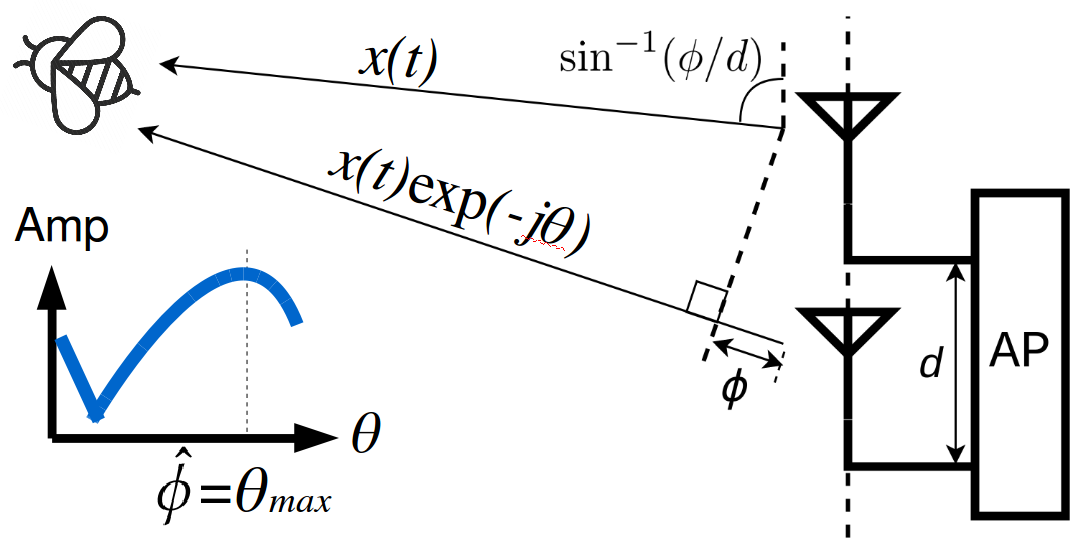 x(t)
sin⁻¹(ϕ/d)
x(t)exp(-jθ)
Amp
θ
ϕ̂=θmax
ϕ
d
AP